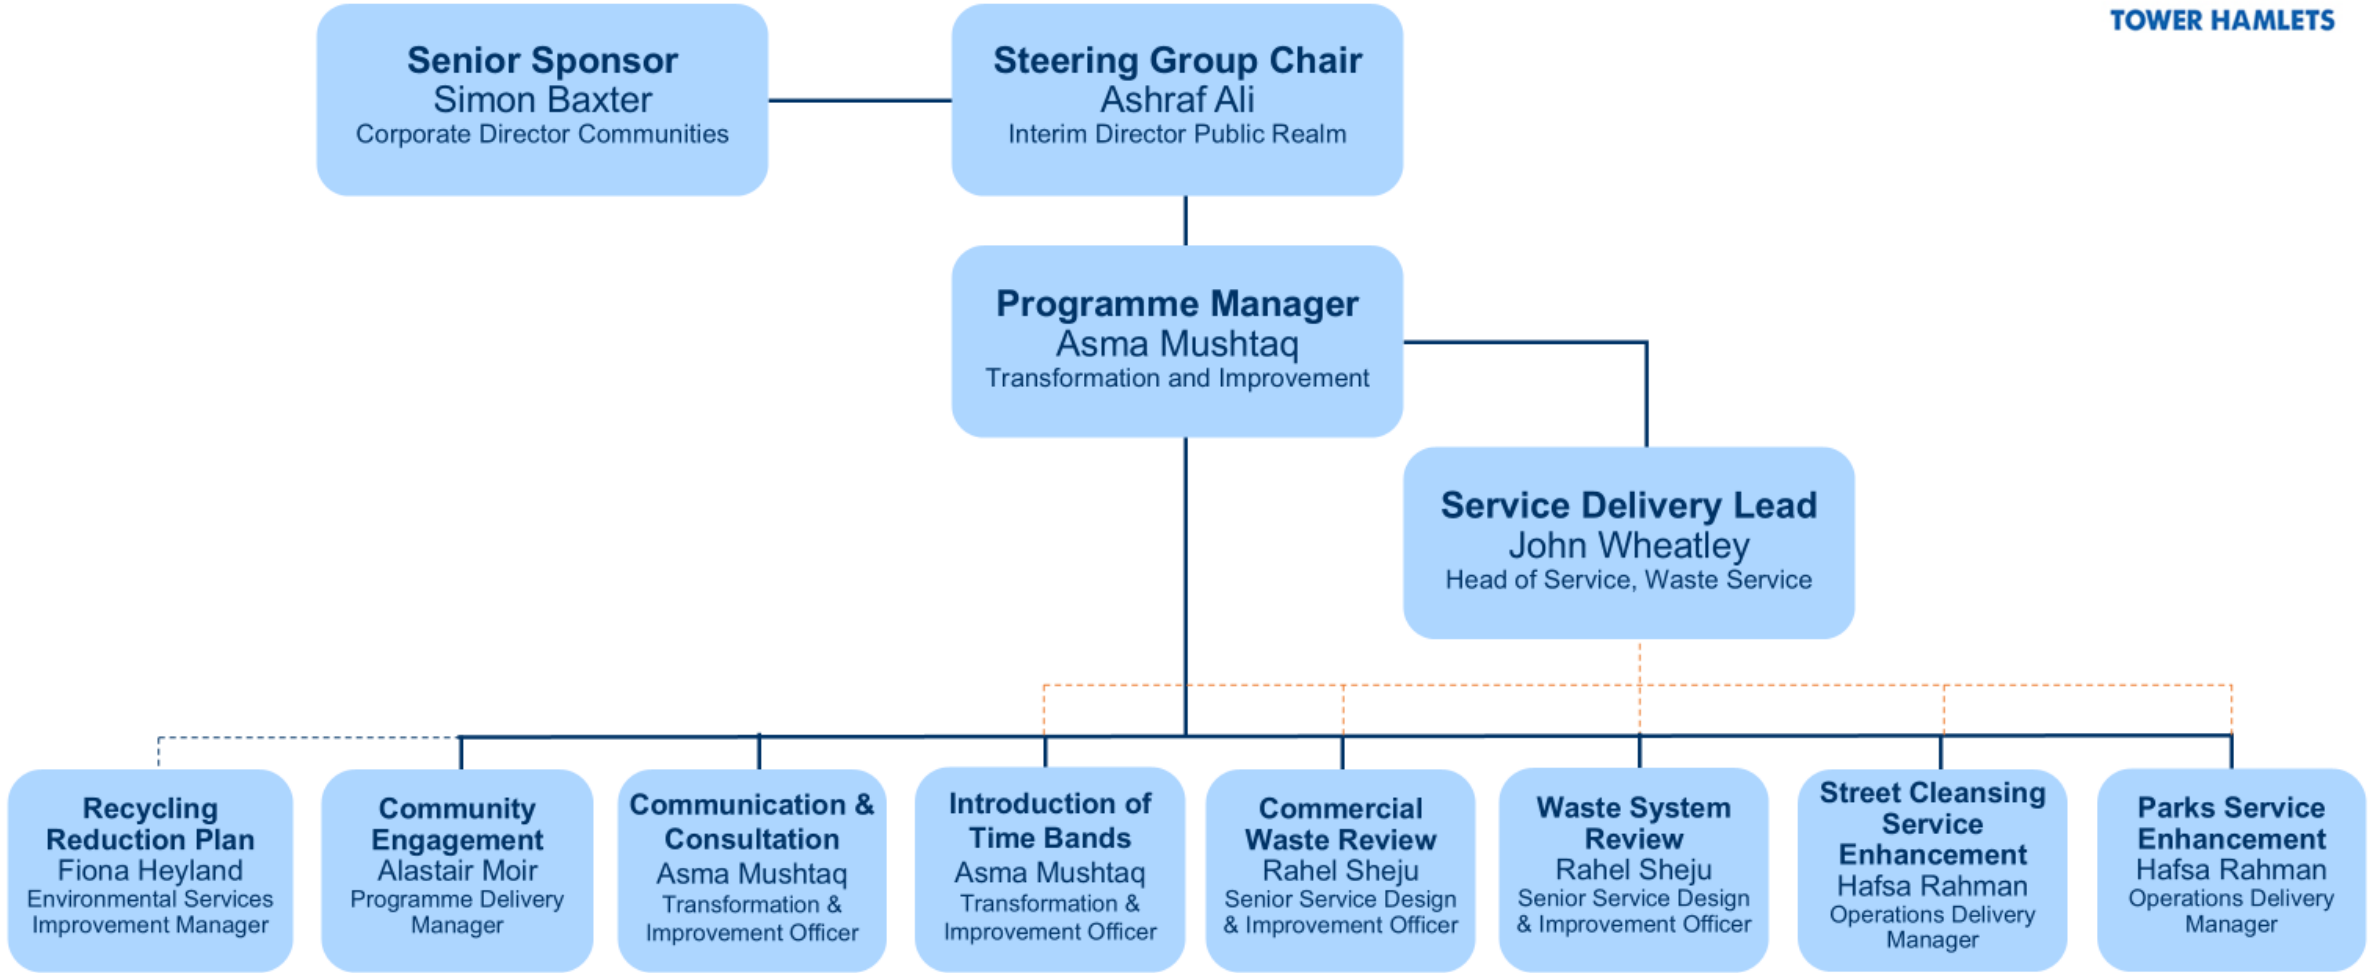 TOWER HAMLETS
Senior Sponsor
Simon Baxter
Corporate Director Communities
Steering Group Chair
Ashraf Ali
Interim Director Public Realm
Programme Manager
Asma Mushtaq
Transformation and Improvement
Service Delivery Lead
John Wheatley
Head of Service, Waste Service
Recycling
Reduction Plan
Fiona Heyland
Environmental Services
Improvement Manager
Community
Engagement
Alastair Moir
Programme Delivery
Manager
Communication &
Consultation
Asma Mushtaq
Transformation &
Improvement Officer
Introduction of
Time Bands
Asma Mushtaq
Transformation &
Improvement Officer
Commercial
Waste Review
Rahel Sheju
Senior Service Design
& Improvement Officer
Waste System
Review
Rahel Sheju
Senior Service Design
& Improvement Officer
Street Cleansing
Service
Enhancement
Hafsa Rahman
Operations Delivery
Manager
Parks Service
Enhancement
Hafsa Rahman
Operations Delivery
Manager